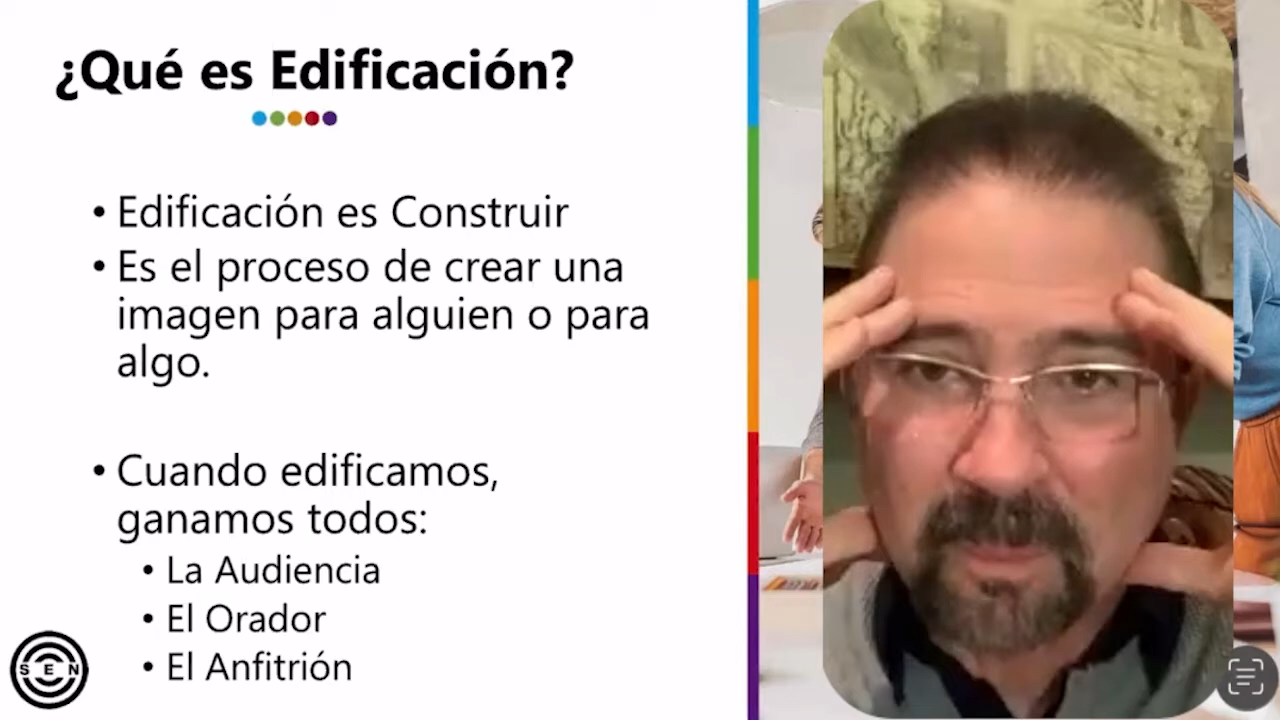 ¿Qué es Edificación?
• Edificación es Construir
• Es el proceso de crear una
imagen para alguien o para
algo.
• Cuando edificamos,
ganamos todos:
• La Audiencia
• El Orador
• El Anfitrión
SEN